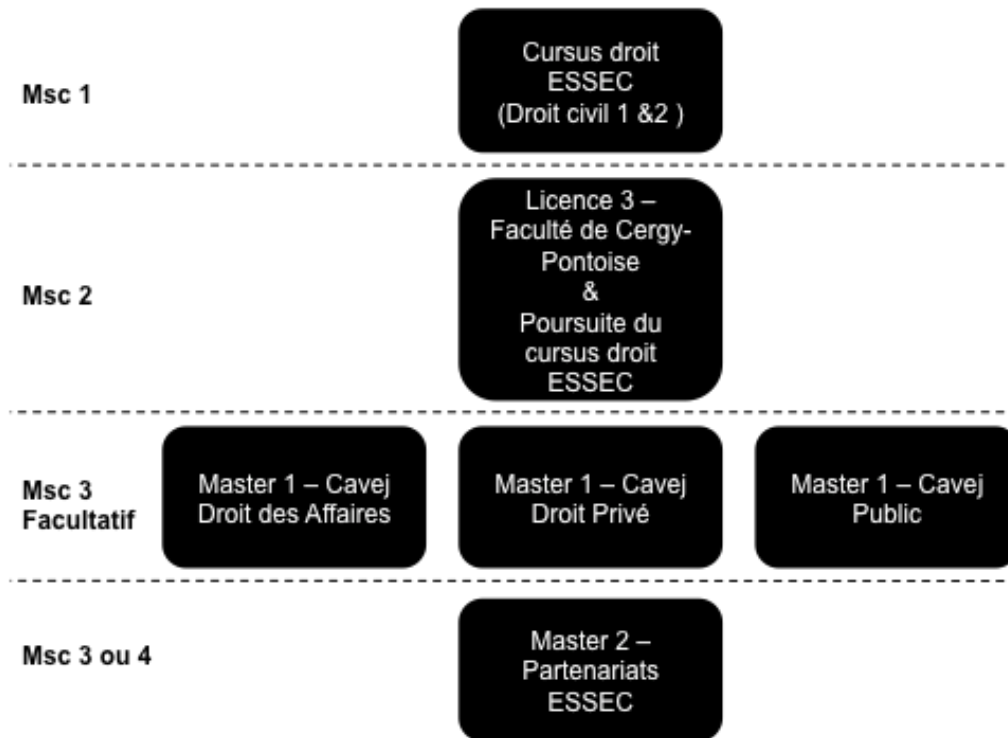 Msc 1
Cursus droit
ESSEC
(Droit civil 1 &2 )
Msc 2
Licence 3 –
Faculté de Cergy-
Pontoise
&
Poursuite du
cursus droit
ESSEC
Msc 3
Facultatif
Master 1 – Cavej
Droit des Affaires
Master 1 – Cavej
Droit Privé
Master 1 – Cavej
Public
Msc 3 ou 4
Master 2 –
Partenariats
ESSEC